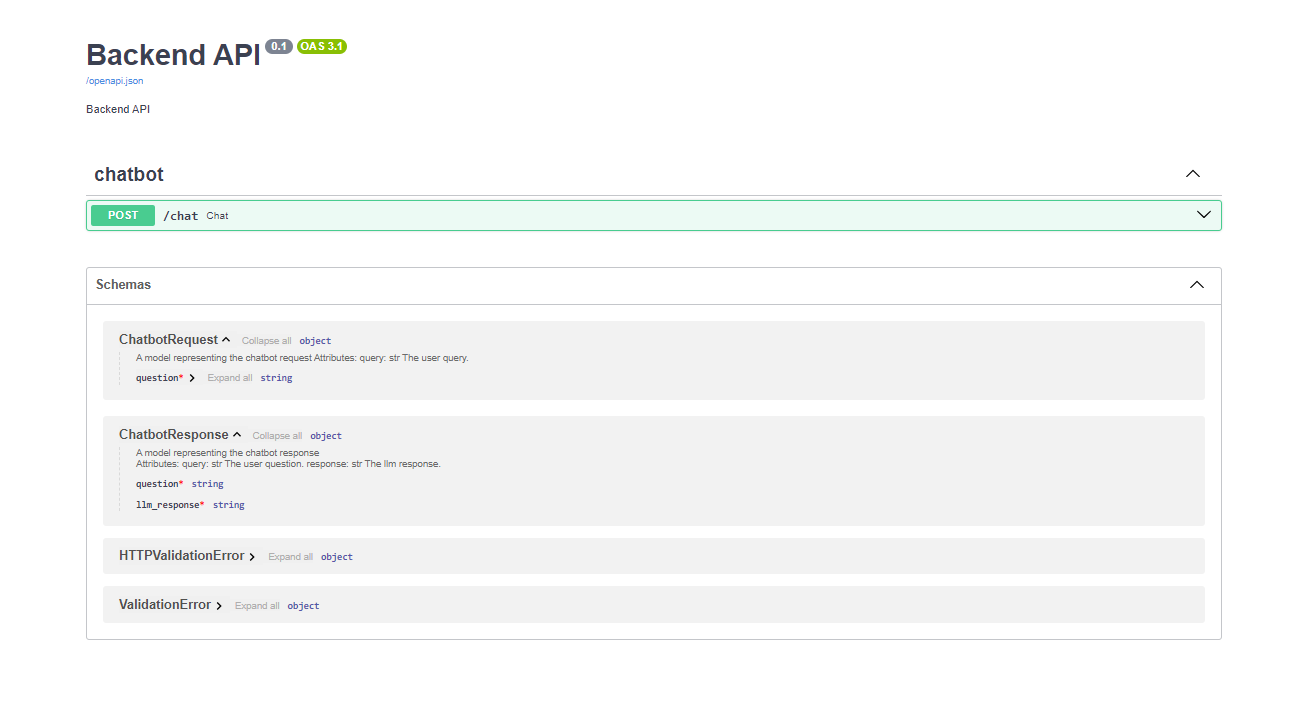 Backend API 0.1 OAS 3.1
/openapi.json
Backend API
chatbot
POST /chat Chat
Schemas
ChatbotRequest Collapse all object
A model representing the chatbot request Attributes: query: str The user query.
question* Expand all string
ChatbotResponse Collapse all object
A model representing the chatbot response
Attributes: query: str The user question. response: str The llm response.
question* string
llm_response* string
HTTPValidationError Expand all object
ValidationError Expand all object